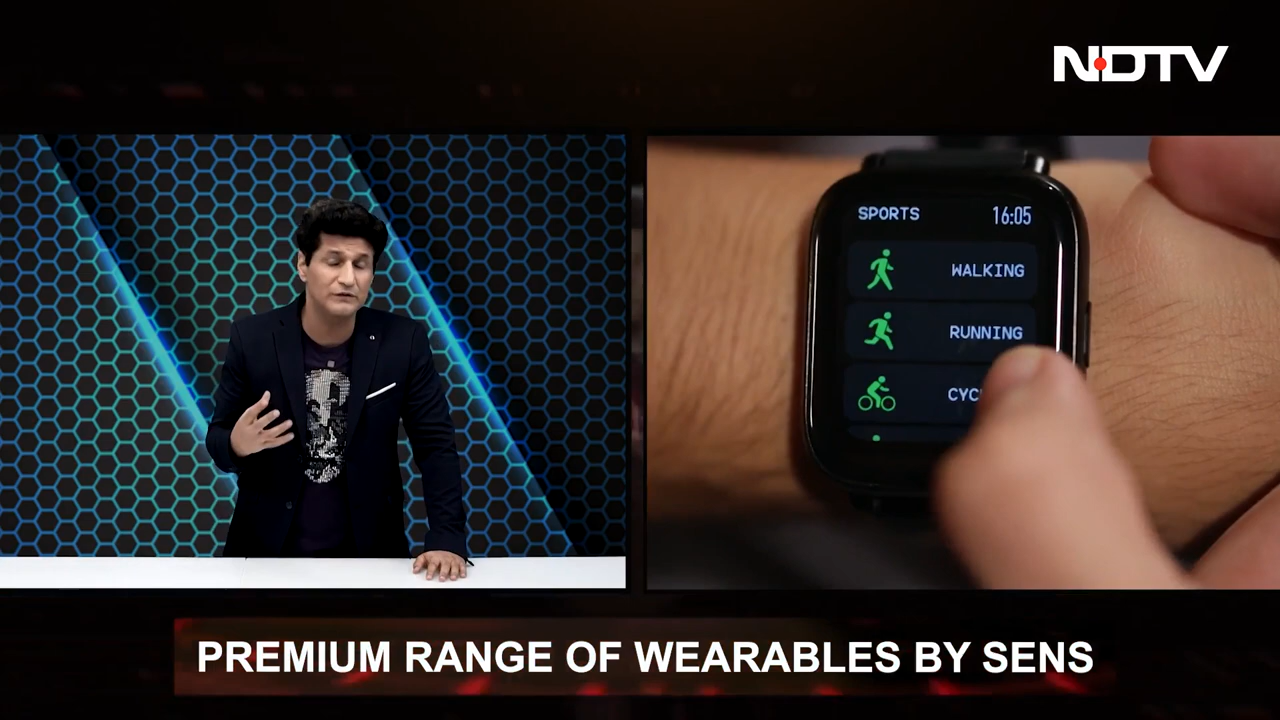 NDTV
SPORTS 16:05
WALKING
RUNNING
PREMIUM RANGE OF WEARABLES BY SENS